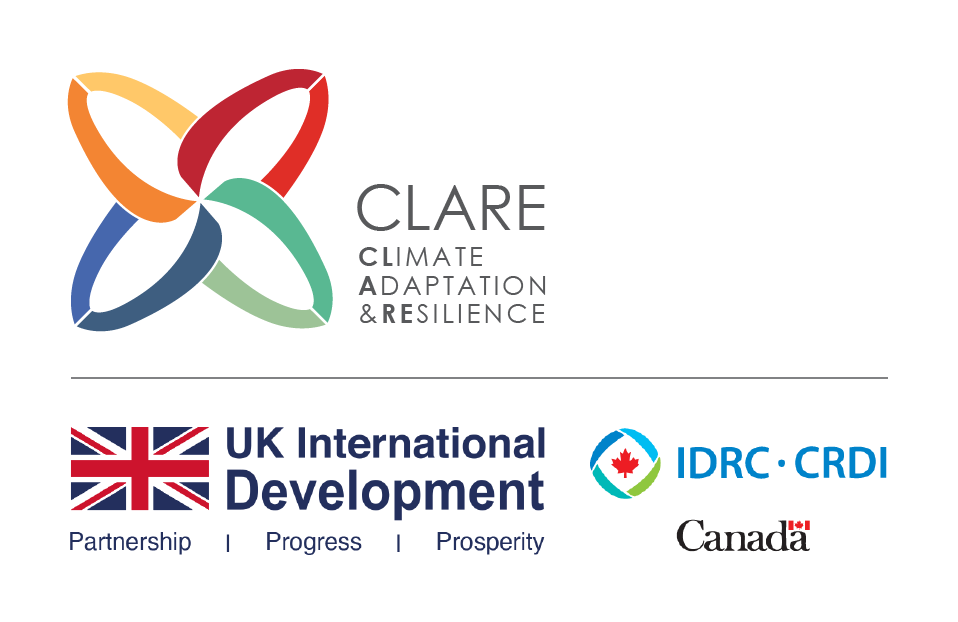 CLARE
CLIMATE
ADAPTATION
&RESILIENCE
UK International
Development
Partnership | Progress | Prosperity
IDRC · CRDI
Canada